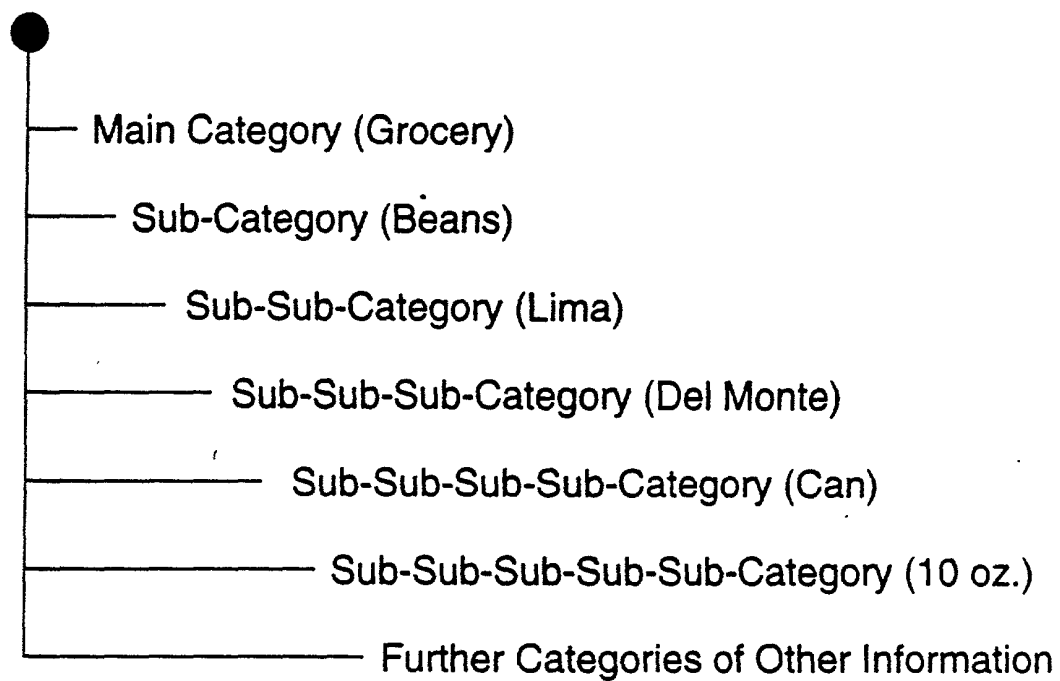 Main Category (Grocery)
Sub-Category (Beans)
Sub-Sub-Category (Lima)
Sub-Sub-Sub-Category (Del Monte)
Sub-Sub-Sub-Sub-Category (Can)
Sub-Sub-Sub-Sub-Sub-Category (10 oz.)
Further Categories of Other Information